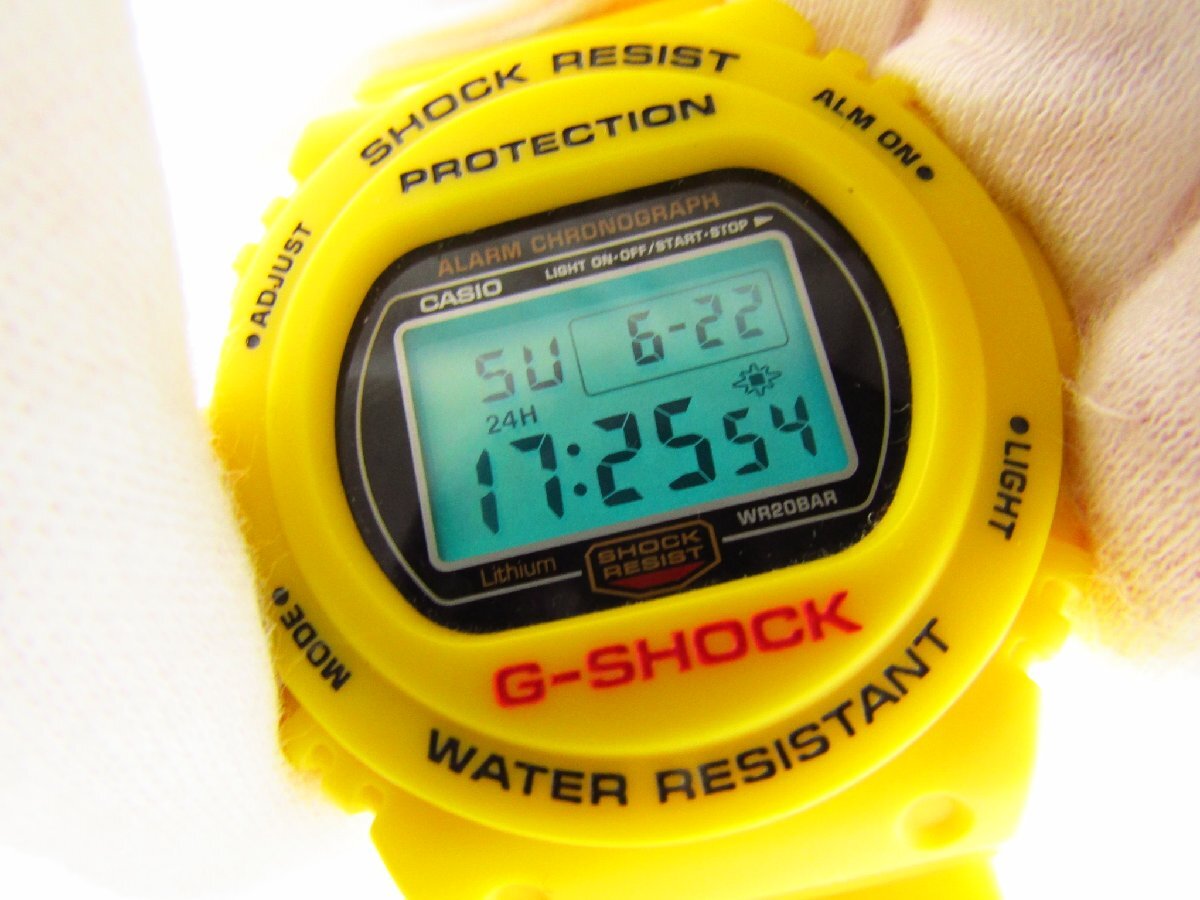 SHOCK RESIST
PROTECTION
ALM ON•
•ADJUST
ALARM CHRONOGRAPH
LIGHT ON•OFF/START•STOP ▶
CASIO
SU 6-22
24H
17:25 54
•LIGHT
WR20BAR
Lithium
SHOCK
RESIST
MODE•
G-SHOCK
WATER RESISTANT